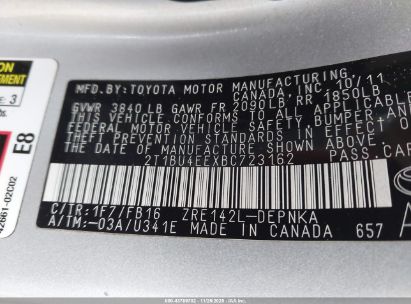 MFD.BY:TOYOTA MOTOR MANUFACTURING
CANADA, INC. 10/11
GVWR 3840 LB GAWR FR 2090LB, RR 1850LB
THIS VEHICLE CONFORMS TO ALL APPLICABLE
FEDERAL MOTOR VEHICLE SAFETY
THEFT PREVENTION STANDARDS IN EFFECT ON
THE DATE OF MANUFACTURE SHOWN ABOVE.
2T1BU4EEXBC723162 PASS.CAR
C/TR:1F7/FB16 ZRE142L-DEPNKA
A/TM:-03A/U341E MADE IN CANADA 657
E8
42661-02C02